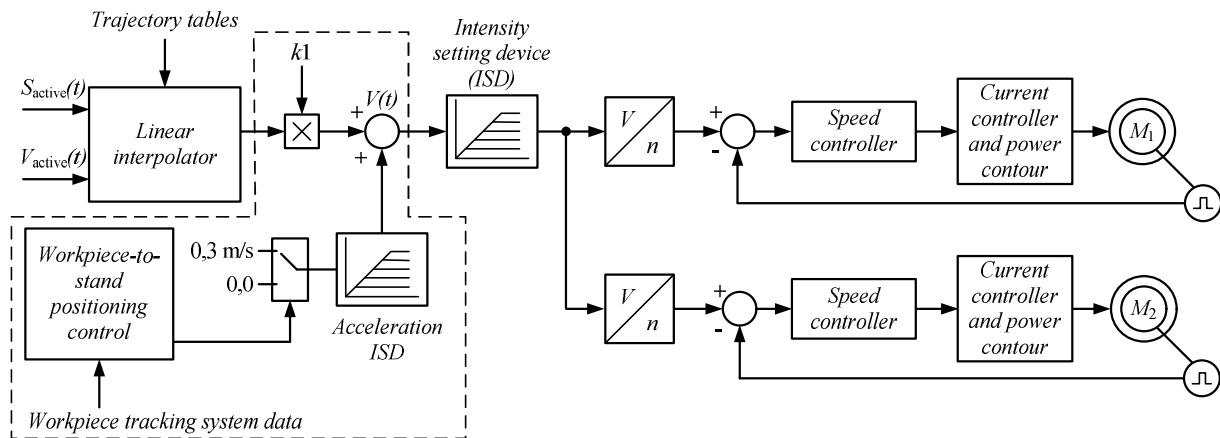 Trajectory tables
S_active(t)
V_active(t)
Linear
interpolator
k1
×
+
V(t)
+
Intensity
setting device
(ISD)
V
n
+
-
Speed
controller
Current
controller
and power
contour
M_1
Workpiece-to-
stand
positioning
control
0,3 m/s
0,0
Acceleration
ISD
Workpiece tracking system data
V
n
+
-
Speed
controller
Current
controller
and power
contour
M_2